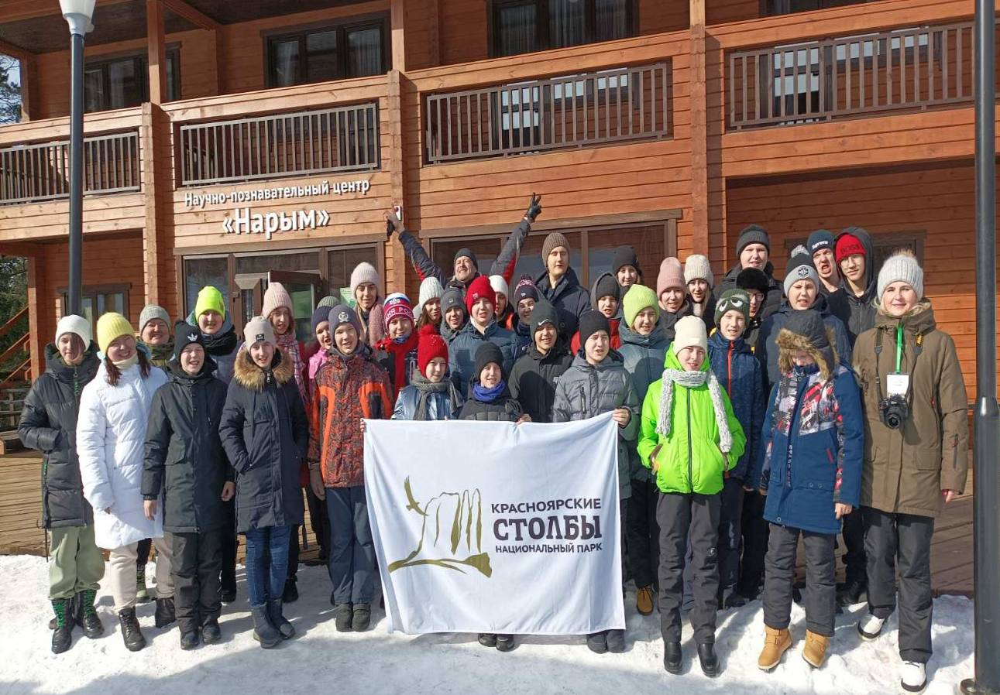 Научно-познавательный центр
«Нарым»
КРАСНОЯРСКИЕ
СТОЛБЫ
НАЦИОНАЛЬНЫЙ ПАРК